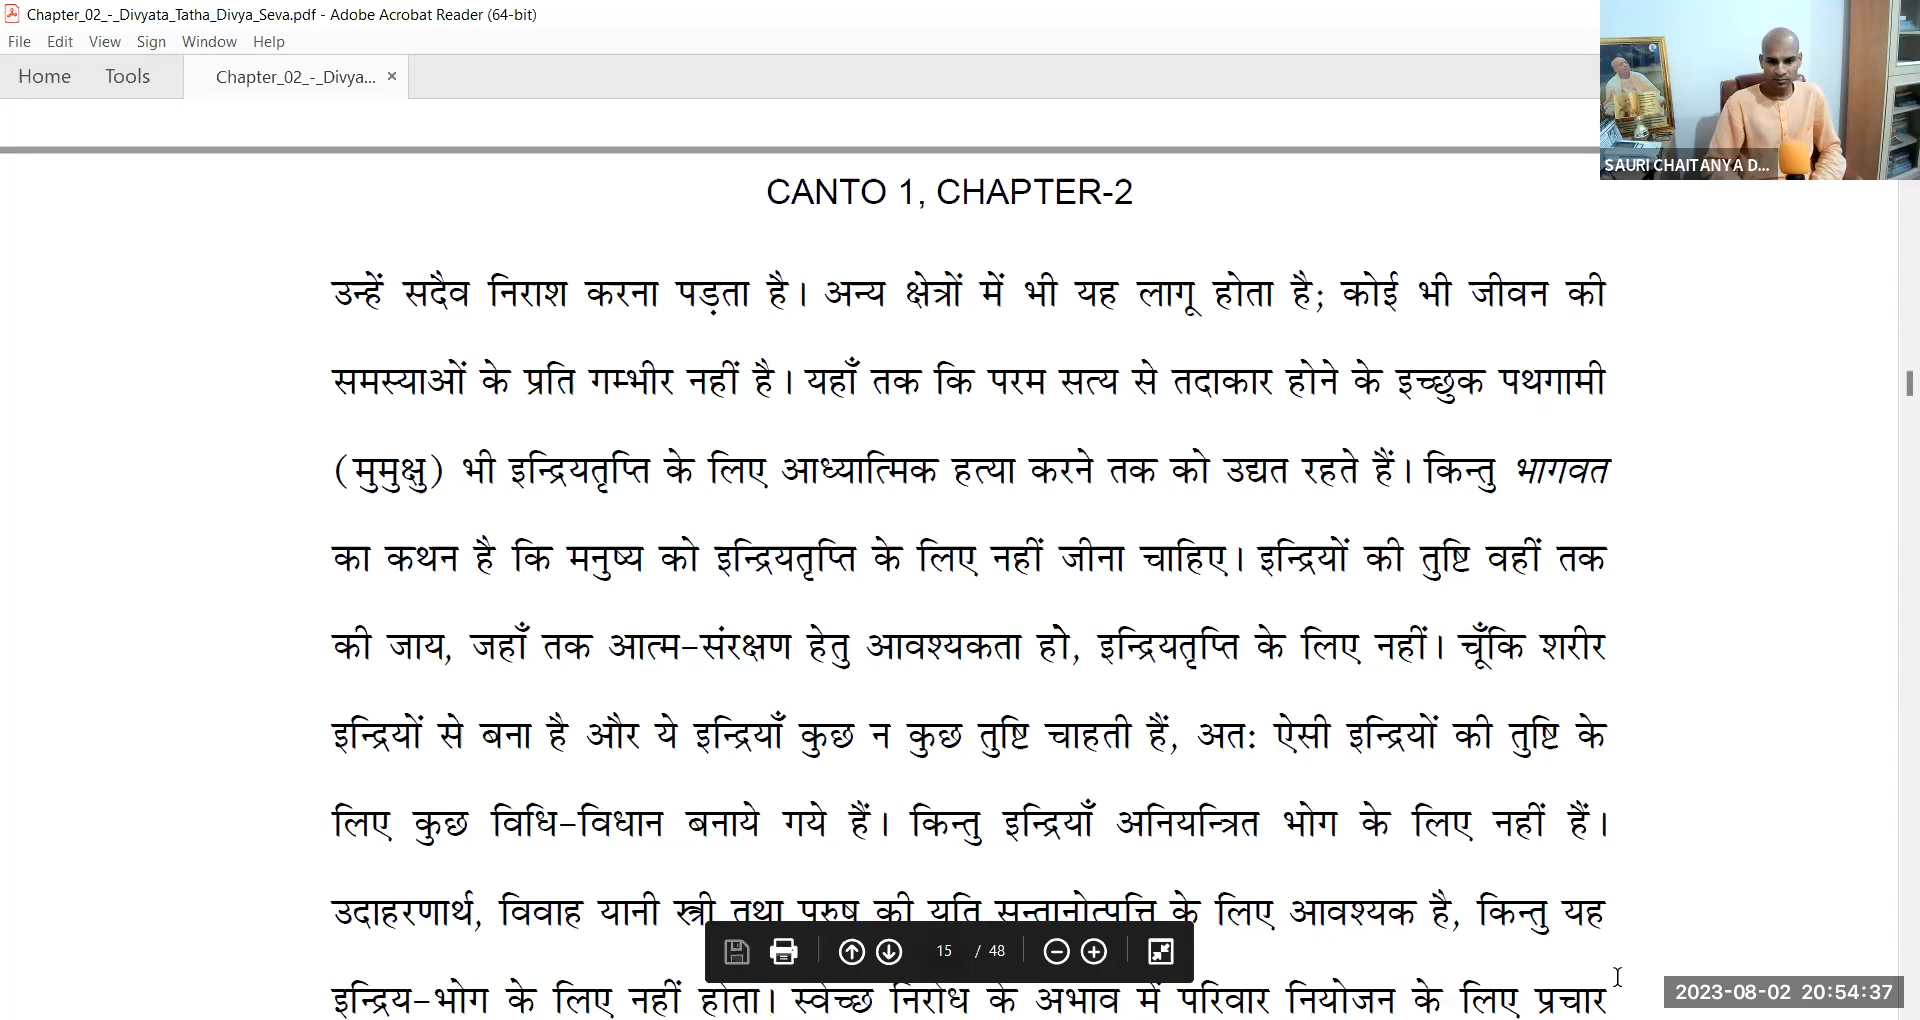 Chapter_02_-_Divyata_Tatha_Divya_Seva.pdf - Adobe Acrobat Reader (64-bit)
File Edit View Sign Window Help
Home Tools Chapter_02_-_Divya... ×
SAURI CHAITANYA D...
CANTO 1, CHAPTER-2
उन्हें सदैव निराश करना पड़ता है। अन्य क्षेत्रों में भी यह लागू होता है; कोई भी जीवन की
समस्याओं के प्रति गम्भीर नहीं है। यहाँ तक कि परम सत्य से तदाकार होने के इच्छुक पथगामी
(मुमुक्षु) भी इन्द्रियतृप्ति के लिए आध्यात्मिक हत्या करने तक को उद्यत रहते हैं। किन्तु भागवत
का कथन है कि मनुष्य को इन्द्रियतृप्ति के लिए नहीं जीना चाहिए। इन्द्रियों की तुष्टि वहीं तक
की जाय, जहाँ तक आत्म-संरक्षण हेतु आवश्यकता हो, इन्द्रियतृप्ति के लिए नहीं। चूँकि शरीर
इन्द्रियों से बना है और ये इन्द्रियाँ कुछ न कुछ तुष्टि चाहती हैं, अतः ऐसी इन्द्रियों की तुष्टि के
लिए कुछ विधि-विधान बनाये गये हैं। किन्तु इन्द्रियाँ अनियन्त्रित भोग के लिए नहीं हैं।
उदाहरणार्थ, विवाह यानी स्त्री तथा पुरुष की युति सन्तानोत्पत्ति के लिए आवश्यक है, किन्तु यह
15 / 48
इन्द्रिय-भोग के लिए नहीं होता। स्वेच्छ निरोध के अभाव में परिवार नियोजन के लिए प्रचार
2023-08-02 20:54:37